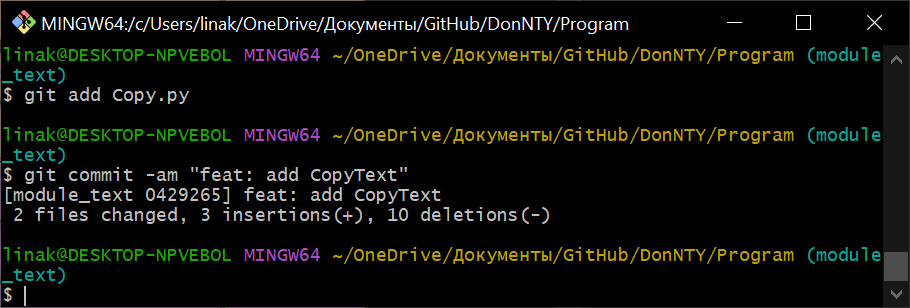 MINGW64:/c/Users/linak/OneDrive/Документы/GitHub/DonNTY/Program
linak@DESKTOP-NPVEBOL MINGW64 ~/OneDrive/Документы/GitHub/DonNTY/Program (module
_text)
$ git add Copy.py
linak@DESKTOP-NPVEBOL MINGW64 ~/OneDrive/Документы/GitHub/DonNTY/Program (module
_text)
$ git commit -am "feat: add CopyText"
[module_text 0429265] feat: add CopyText
 2 files changed, 3 insertions(+), 10 deletions(-)
linak@DESKTOP-NPVEBOL MINGW64 ~/OneDrive/Документы/GitHub/DonNTY/Program (module
_text)
$